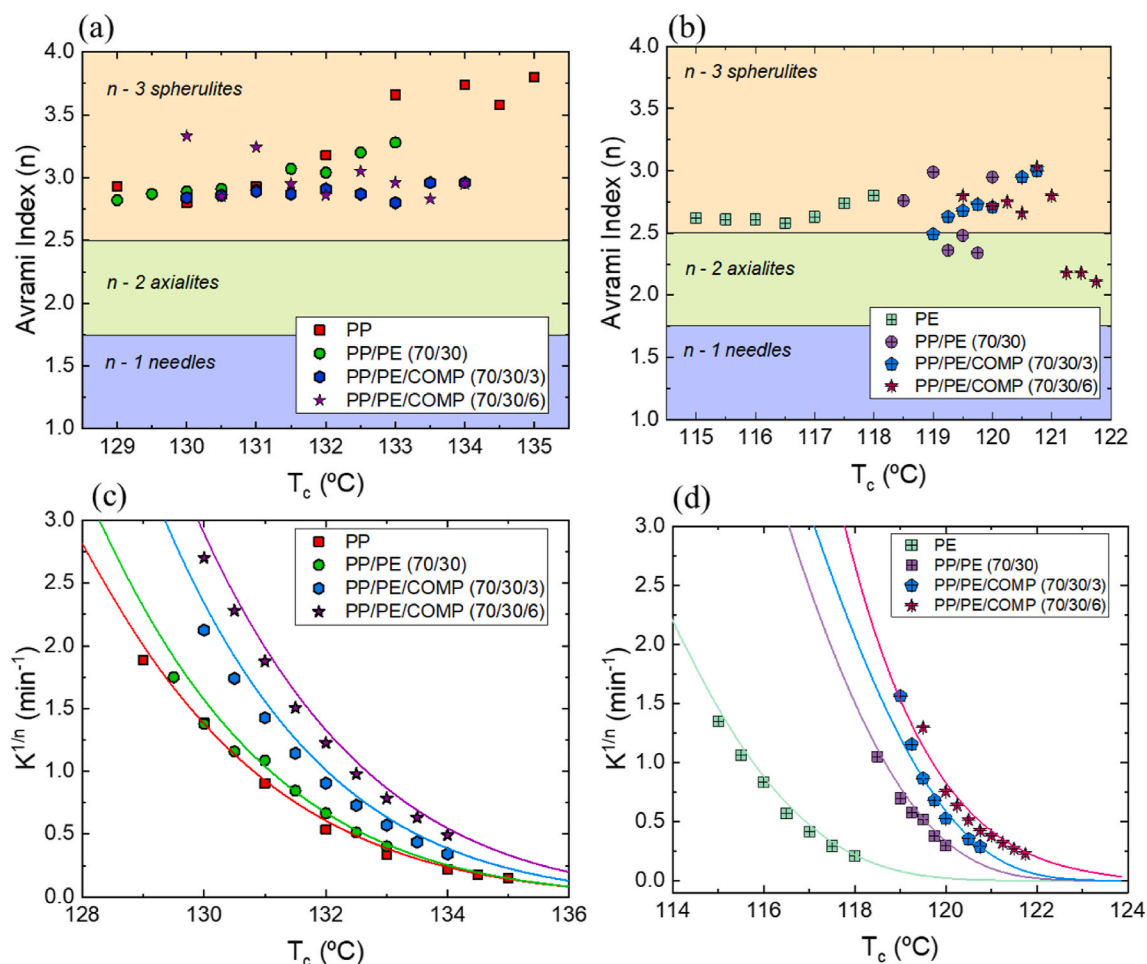 (a)
Avrami Index (n)
4.0
3.5
3.0
2.5
2.0
1.5
1.0
n - 3 spherulites
n - 2 axialites
n - 1 needles
PP
PP/PE (70/30)
PP/PE/COMP (70/30/3)
PP/PE/COMP (70/30/6)
129 130 131 132 133 134 135
Tc (ºC)
(b)
Avrami Index (n)
4.0
3.5
3.0
2.5
2.0
1.5
1.0
n - 3 spherulites
n - 2 axialites
n - 1 needles
PE
PP/PE (70/30)
PP/PE/COMP (70/30/3)
PP/PE/COMP (70/30/6)
115 116 117 118 119 120 121 122
Tc (ºC)
(c)
K1/n (min-1)
3.0
2.5
2.0
1.5
1.0
0.5
0.0
PP
PP/PE (70/30)
PP/PE/COMP (70/30/3)
PP/PE/COMP (70/30/6)
128 130 132 134 136
Tc (ºC)
(d)
K1/n (min-1)
3.0
2.5
2.0
1.5
1.0
0.5
0.0
PE
PP/PE (70/30)
PP/PE/COMP (70/30/3)
PP/PE/COMP (70/30/6)
114 116 118 120 122 124
Tc (ºC)